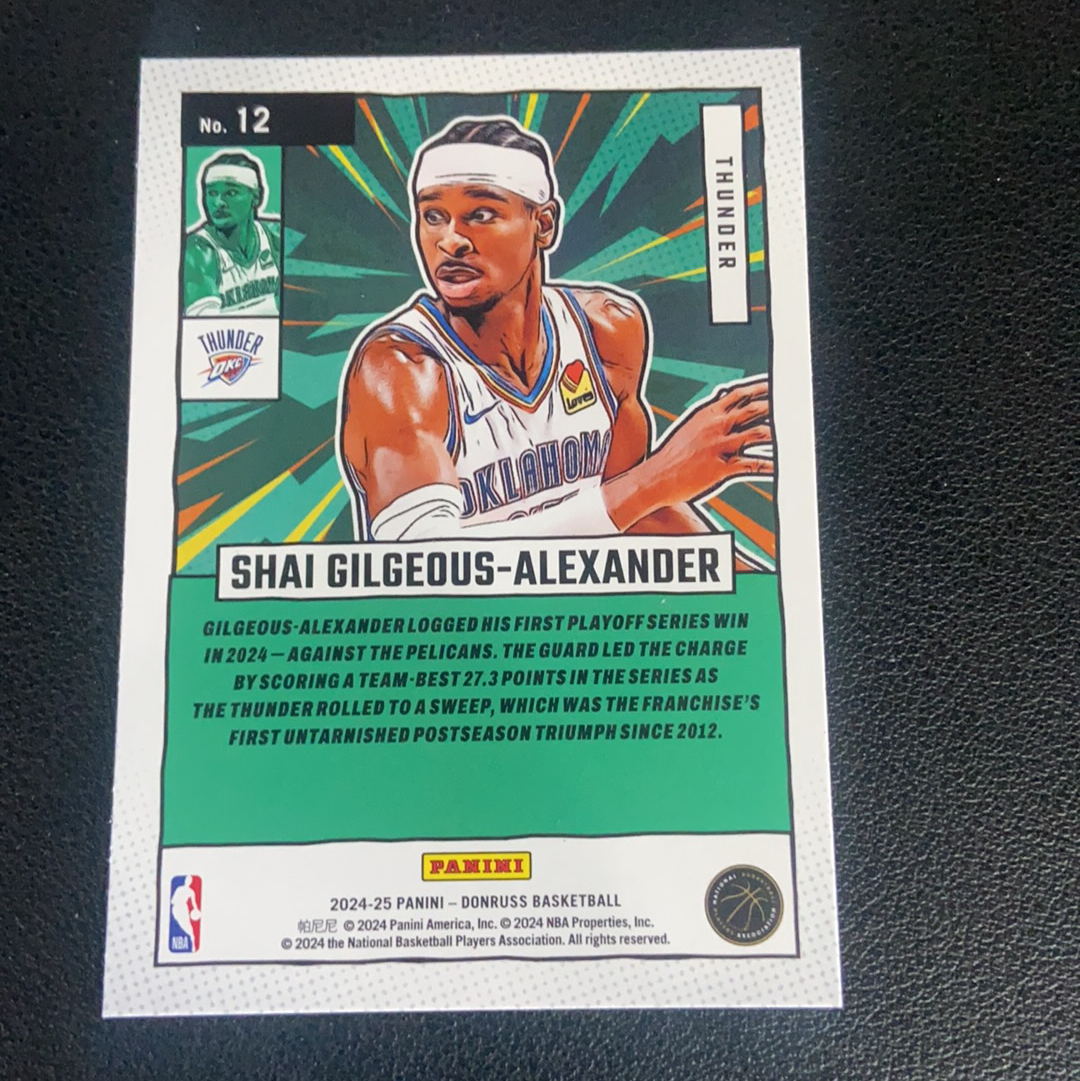 No. 12
THUNDER
THUNDER
OKC
Loves
OKLAHOMA
SHAI GILGEOUS-ALEXANDER
GILGEOUS-ALEXANDER LOGGED HIS FIRST PLAYOFF SERIES WIN
IN 2024 — AGAINST THE PELICANS. THE GUARD LED THE CHARGE
BY SCORING A TEAM-BEST 27.3 POINTS IN THE SERIES AS
THE THUNDER ROLLED TO A SWEEP, WHICH WAS THE FRANCHISE'S
FIRST UNTARNISHED POSTSEASON TRIUMPH SINCE 2012.
PANINI
2024-25 PANINI – DONRUSS BASKETBALL
帕尼尼 © 2024 Panini America, Inc. © 2024 NBA Properties, Inc.
© 2024 the National Basketball Players Association. All rights reserved.
NBA